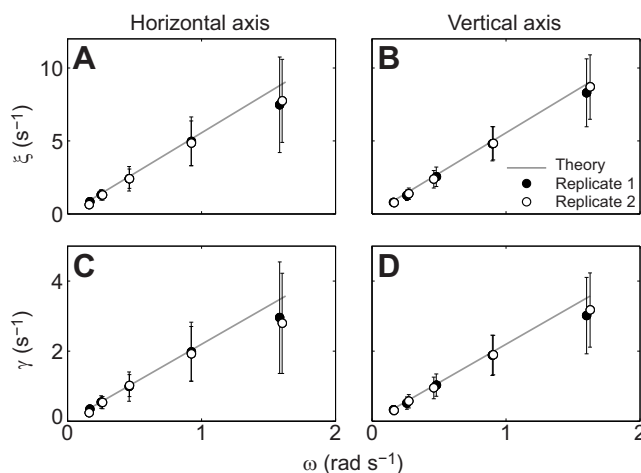 Horizontal axis
Vertical axis
A
B
10
5
0
ξ (s⁻¹)
Theory
Replicate 1
Replicate 2
C
D
4
2
0
γ (s⁻¹)
0 1 2 0 1 2
ω (rad s⁻¹)